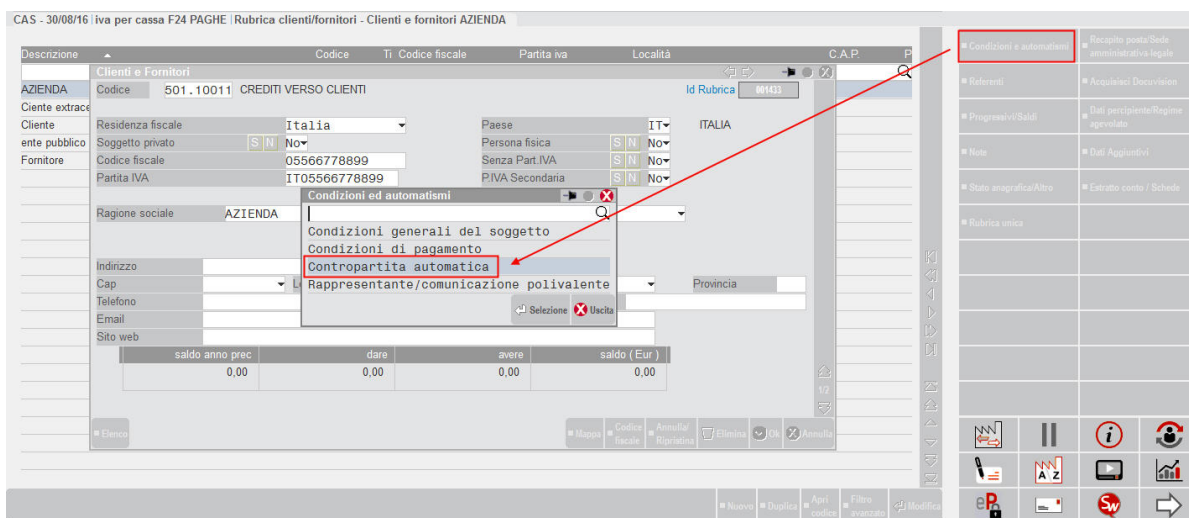 CAS - 30/08/16 | iva per cassa F24 PAGHE | Rubrica clienti/fornitori - Clienti e fornitori AZIENDA
Descrizione Codice Ti Codice fiscale Partita iva Località C.A.P. P
Clienti e Fornitori
AZIENDA
Ciente extrace
Cliente
ente pubblico
Fornitore
Codice 501.10011 CREDITI VERSO CLIENTI Id Rubrica 001433
Residenza fiscale Italia Paese IT ITALIA
Soggetto privato S N No Persona fisica S N No
Codice fiscale 05566778899 Senza Part.IVA S N No
Partita IVA IT05566778899 P.IVA Secondaria S N No
Ragione sociale AZIENDA
Indirizzo
Cap Provincia
Telefono
Email
Sito web
Condizioni ed automatismi
Condizioni generali del soggetto
Condizioni di pagamento
Contropartita automatica
Rappresentante/comunicazione polivalente
Selezione Uscita
saldo anno prec dare avere saldo ( Eur )
0,00 0,00 0,00 0,00
1/2
Elenco Mappa Codice fiscale Annulla/ Ripristina Elimina Ok Annulla
Nuovo Duplica Apri codice Filtro avanzato Modifica
Condizioni e automatismi
Recapito posta/Sede
amministrativa-legale
Referenti
Acquisisci Docuvision
Progressivi/Saldi
Dati percipiente/Regime
agevolato
Note
Dati Aggiuntivi
Stato anagrafica/Altro
Estratto conto / Schede
Rubrica unica
i
A Z
eP
Sw